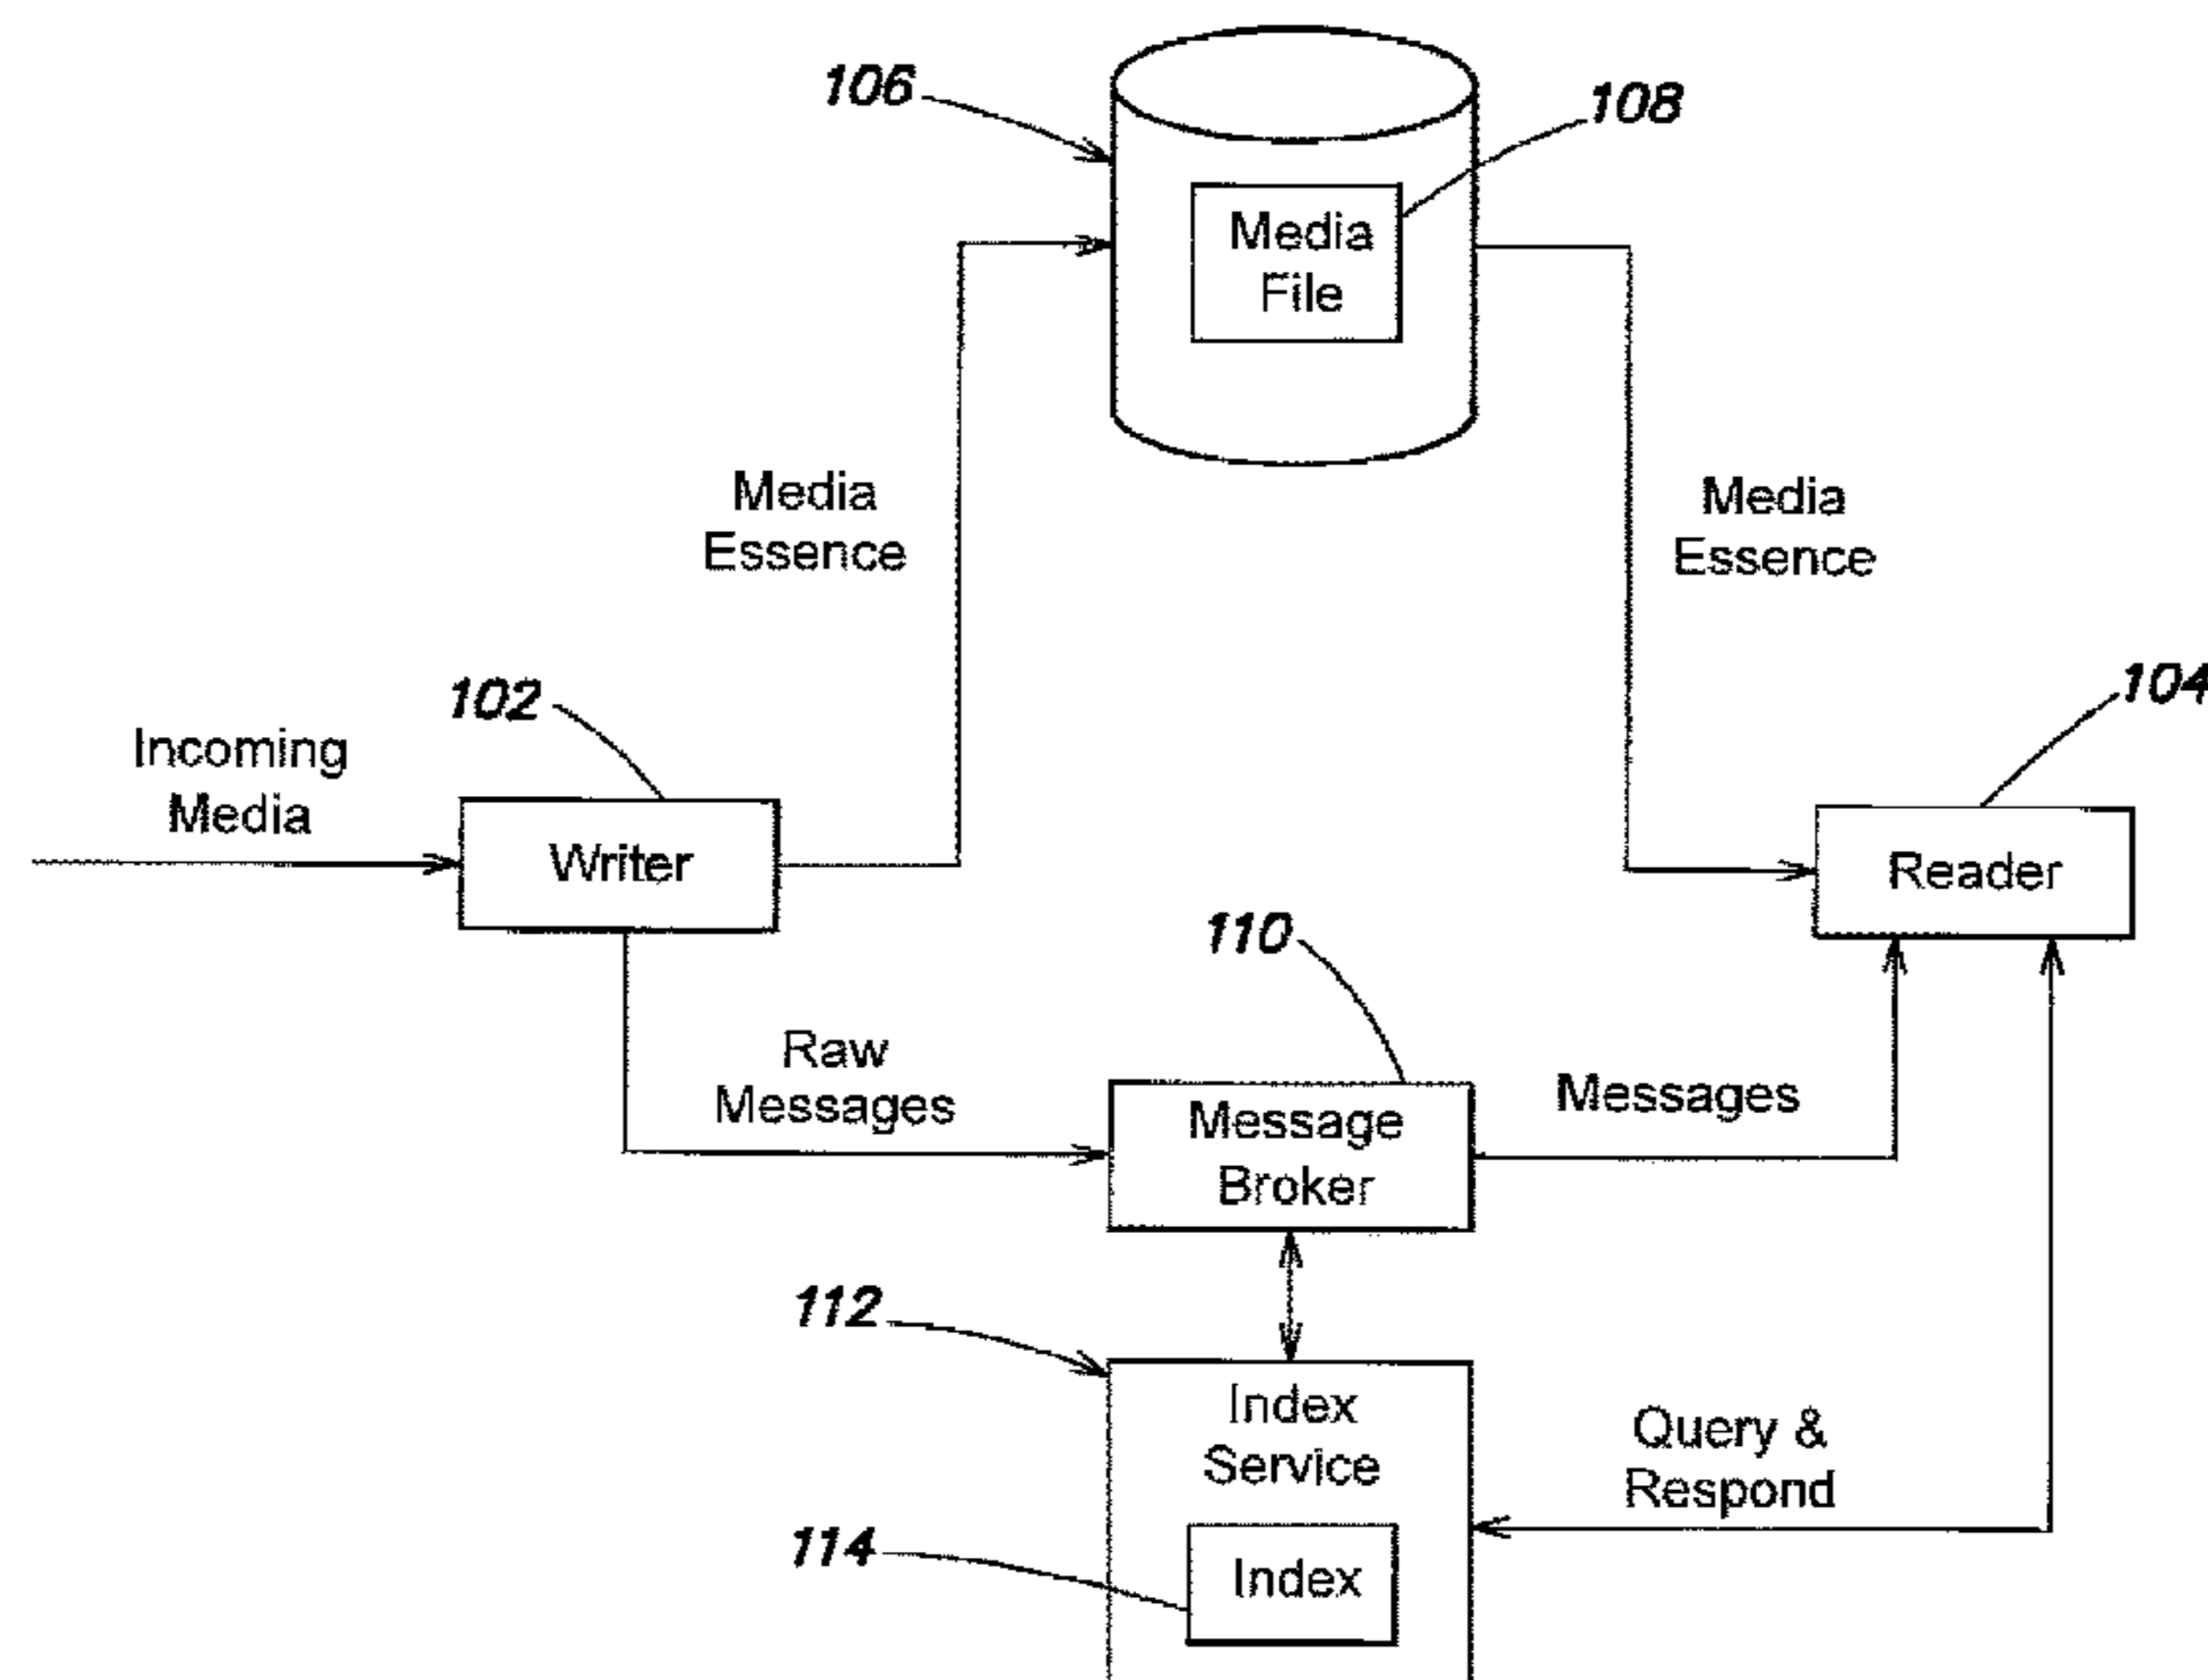 106
108
Media
File
Media
Essence
Media
Essence
102
104
Incoming
Media
Writer
Reader
110
Raw
Messages
Message
Broker
Messages
112
Index
Service
Query &
Respond
114
Index